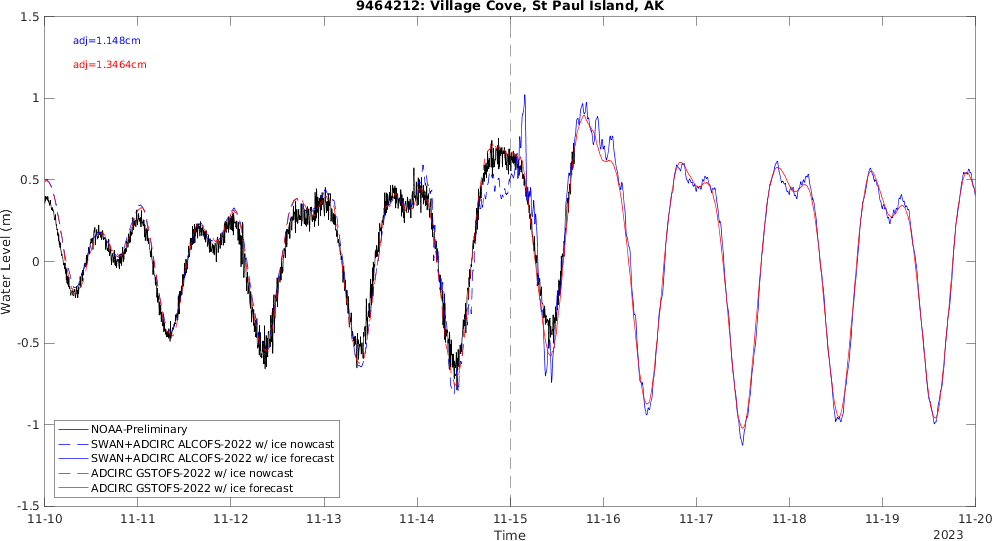 9464212: Village Cove, St Paul Island, AK
1.5
adj=1.148cm
adj=1.3464cm
1
0.5
0
-0.5
-1
-1.5
Water Level (m)
NOAA-Preliminary
SWAN+ADCIRC ALCOFS-2022 w/ ice nowcast
SWAN+ADCIRC ALCOFS-2022 w/ ice forecast
ADCIRC GSTOFS-2022 w/ ice nowcast
ADCIRC GSTOFS-2022 w/ ice forecast
11-10 11-11 11-12 11-13 11-14 11-15 11-16 11-17 11-18 11-19 11-20
Time
2023